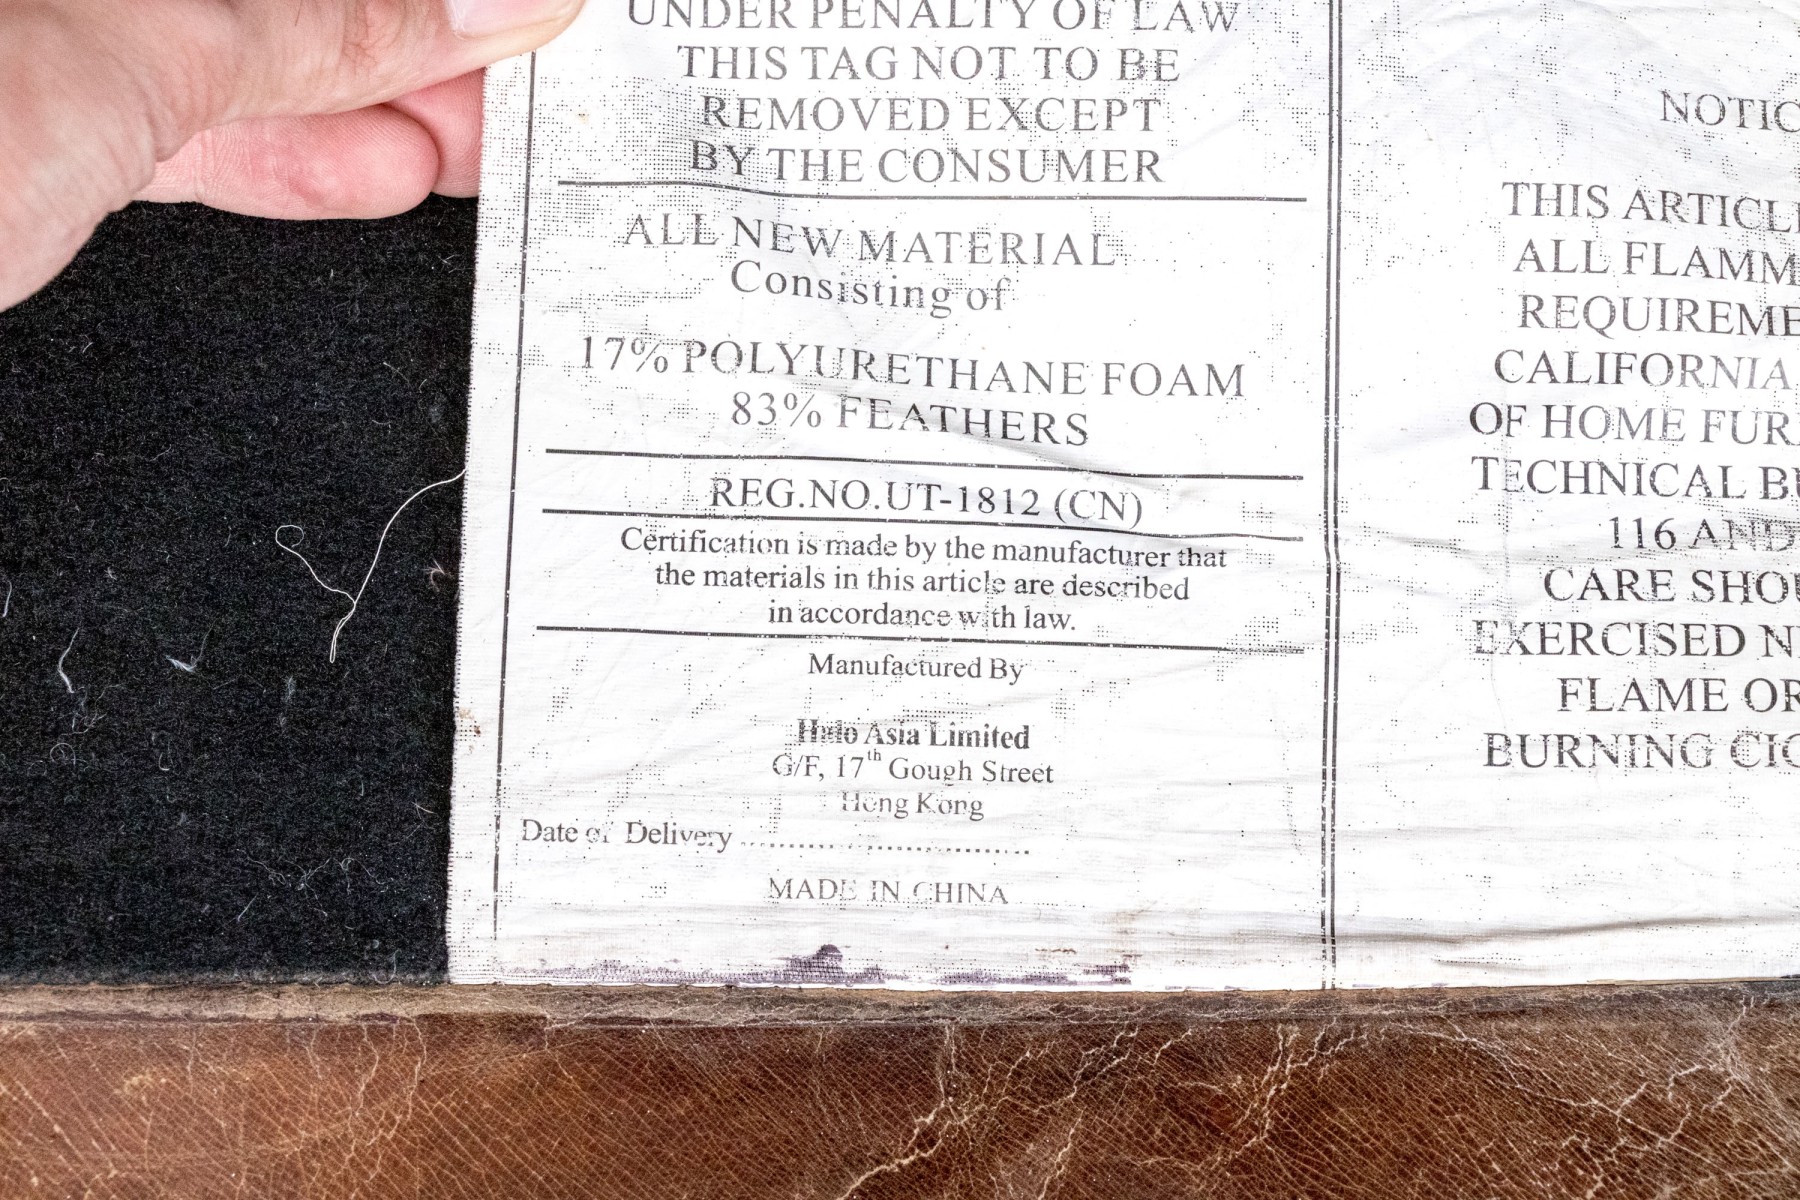 UNDER PENALTY OF LAW
THIS TAG NOT TO BE
REMOVED EXCEPT
BY THE CONSUMER
ALL NEW MATERIAL
Consisting of
17% POLYURETHANE FOAM
83% FEATHERS
REG.NO.UT-1812 (CN)
Certification is made by the manufacturer that
the materials in this article are described
in accordance with law.
Manufactured By
Halo Asia Limited
G/F, 17th Gough Street
Hong Kong
Date of Delivery ..............................
MADE IN CHINA
NOTIC
THIS ARTICL
ALL FLAMM
REQUIREME
CALIFORNIA
OF HOME FUR
TECHNICAL B
116 AND
CARE SHOU
EXERCISED N
FLAME OR
BURNING CIG